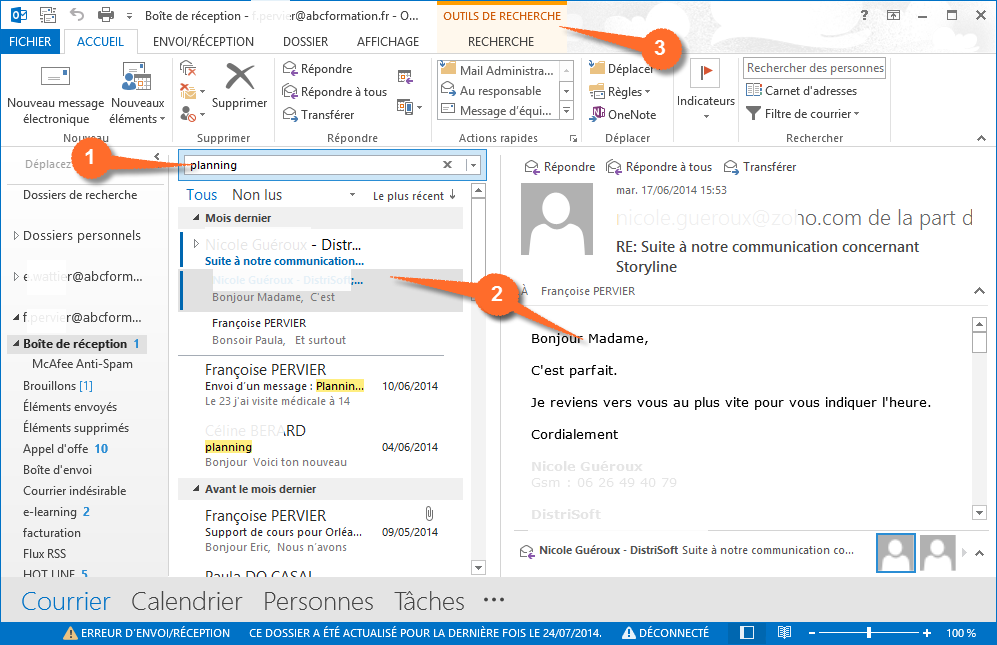 Boîte de réception - f.pervier@abcformation.fr - O...
OUTILS DE RECHERCHE
?
FICHIER
ACCUEIL
ENVOI/RÉCEPTION
DOSSIER
AFFICHAGE
RECHERCHE
3
Nouveau message
électronique
Nouveaux
éléments
Nouveau
Supprimer
Supprimer
Répondre
Répondre à tous
Transférer
Répondre
Mail Administra...
Au responsable
Message d'équi...
Actions rapides
Déplacer
Règles
OneNote
Déplacer
Indicateurs
Rechercher des personnes
Carnet d'adresses
Filtre de courrier
Rechercher
1
Déplacez
Dossiers de recherche
Dossiers personnels
e.wattier@abcform...
f.pervier@abcform...
Boîte de réception 1
McAfee Anti-Spam
Brouillons [1]
Éléments envoyés
Éléments supprimés
Appel d'offe 10
Boîte d'envoi
Courrier indésirable
e-learning 2
facturation
Flux RSS
HOT LINE 5
planning
Tous Non lus Le plus récent
Mois dernier
Nicole Guéroux - Distr...
Suite à notre communication...
Nicole Guéroux - DistriSoft;...
Bonjour Madame, C'est
Françoise PERVIER
Bonsoir Paula, Et surtout
Françoise PERVIER
Envoi d'un message : Plannin... 10/06/2014
Le 23 j'ai visite médicale à 14
Céline BERARD
planning 04/06/2014
Bonjour Voici ton nouveau
Avant le mois dernier
Françoise PERVIER
Support de cours pour Orléa... 09/05/2014
Bonjour Eric, Nous n'avons
Paula DO CASAL
2
Répondre Répondre à tous Transférer
mar. 17/06/2014 15:53
nicole.gueroux@zoho.com de la part d
RE: Suite à notre communication concernant
Storyline
À Françoise PERVIER
Bonjour Madame,
C'est parfait.
Je reviens vers vous au plus vite pour vous indiquer l'heure.
Cordialement
Nicole Guéroux
Gsm : 06 26 49 40 79
DistriSoft
Nicole Guéroux - DistriSoft Suite à notre communication co...
Courrier Calendrier Personnes Tâches ...
ERREUR D'ENVOI/RÉCEPTION CE DOSSIER A ÉTÉ ACTUALISÉ POUR LA DERNIÈRE FOIS LE 24/07/2014. DÉCONNECTÉ 100 %